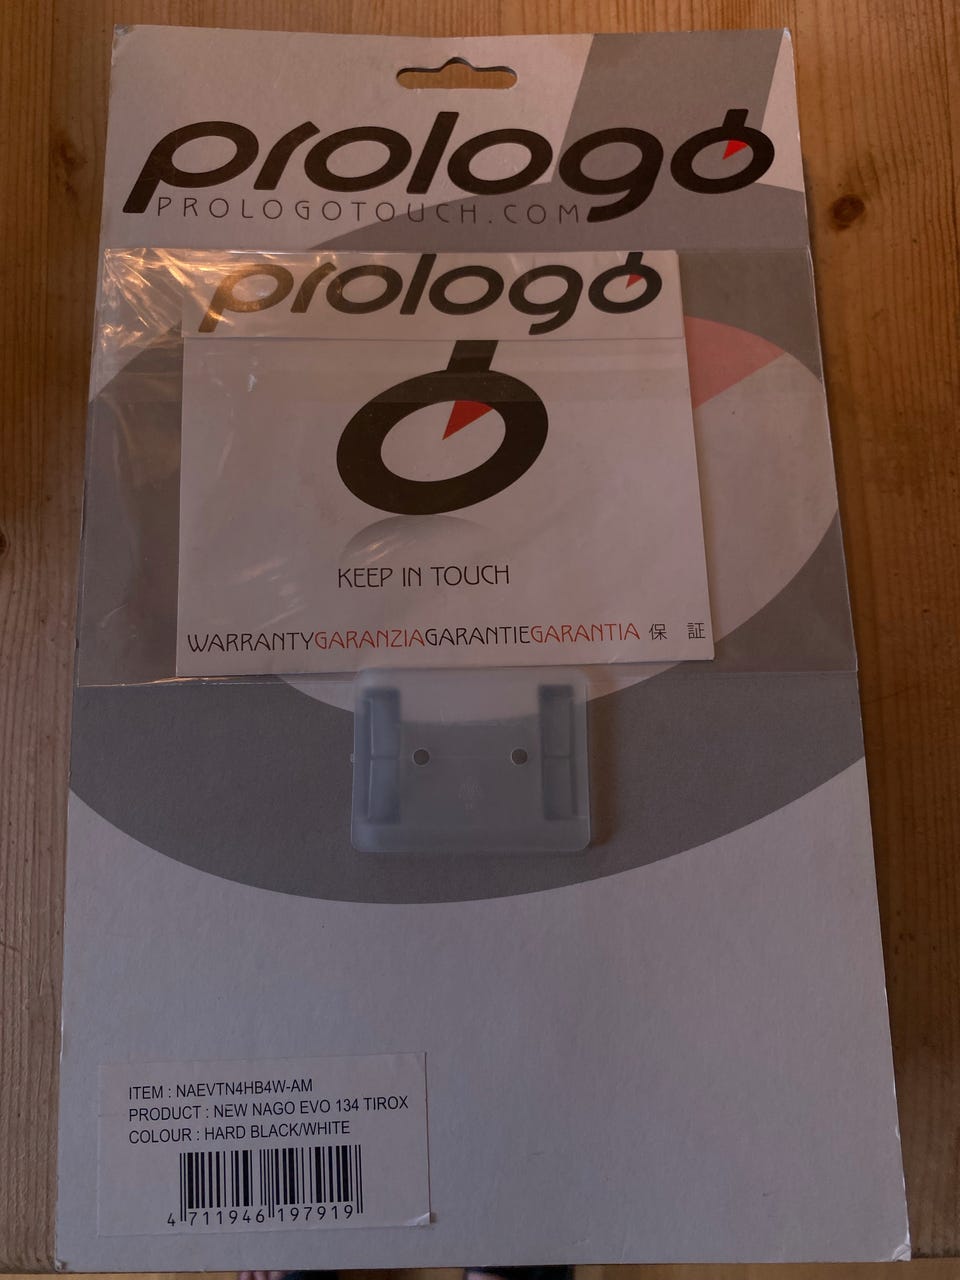 prologo
PROLOGOTOUCH.COM
prologo
KEEP IN TOUCH
WARRANTYGARANZIAGARANTIEGARANTIA 保 証
ITEM : NAEVTN4HB4W-AM
PRODUCT : NEW NAGO EVO 134 TIROX
COLOUR : HARD BLACK/WHITE
4 711946 197919